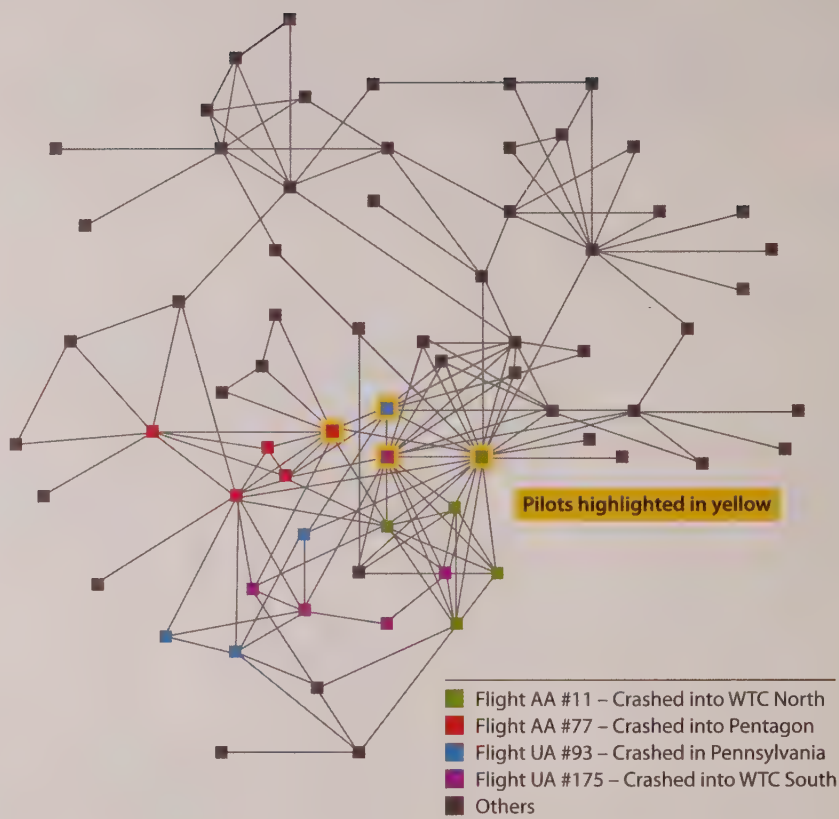 Pilots highlighted in yellow
Flight AA #11 – Crashed into WTC North
Flight AA #77 – Crashed into Pentagon
Flight UA #93 – Crashed in Pennsylvania
Flight UA #175 – Crashed into WTC South
Others